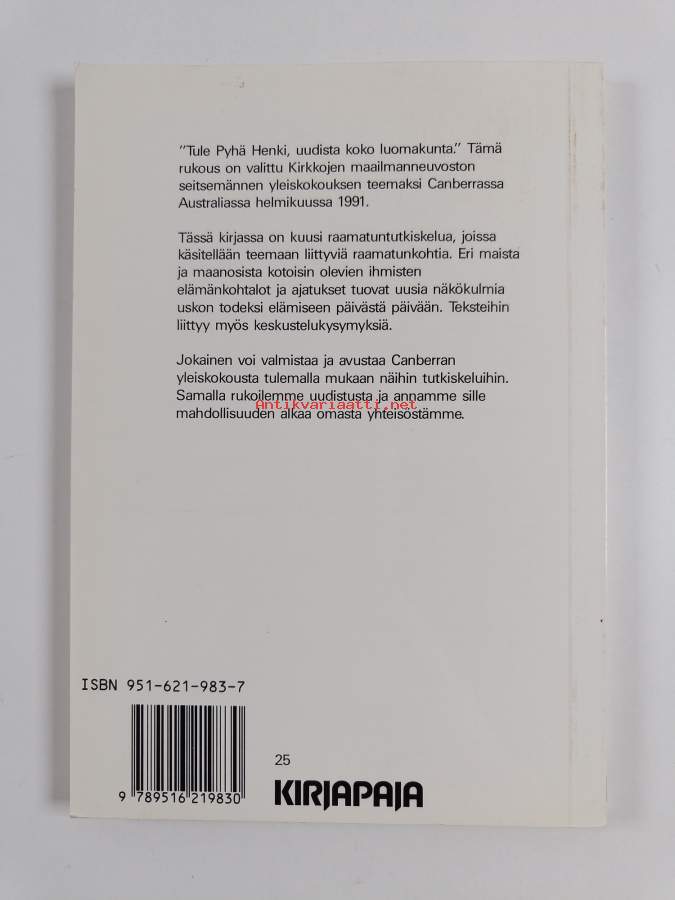 "Tule Pyhä Henki, uudista koko luomakunta." Tämä
rukous on valittu Kirkkojen maailmanneuvoston
seitsemännen yleiskokouksen teemaksi Canberrassa
Australiassa helmikuussa 1991.
Tässä kirjassa on kuusi raamatuntutkiskelua, joissa
käsitellään teemaan liittyviä raamatunkohtia. Eri maista
ja maanosista kotoisin olevien ihmisten
elämänkohtalot ja ajatukset tuovat uusia näkökulmia
uskon todeksi elämiseen päivästä päivään. Teksteihin
liittyy myös keskustelukysymyksiä.
Jokainen voi valmistaa ja avustaa Canberran
yleiskokousta tulemalla mukaan näihin tutkiskeluihin.
Samalla rukoilemme uudistusta ja annamme sille
Antikvariaatti.net
mahdollisuuden alkaa omasta yhteisöstämme.
ISBN 951-621-983-7
9 789516 219830
25
KIRJAPAJA